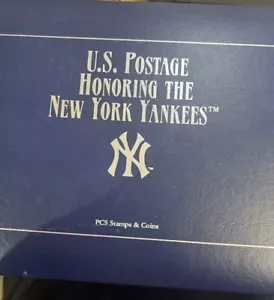 U.S. POSTAGE
HONORING THE
NEW YORK YANKEES™
NY
PCS Stamps & Coins